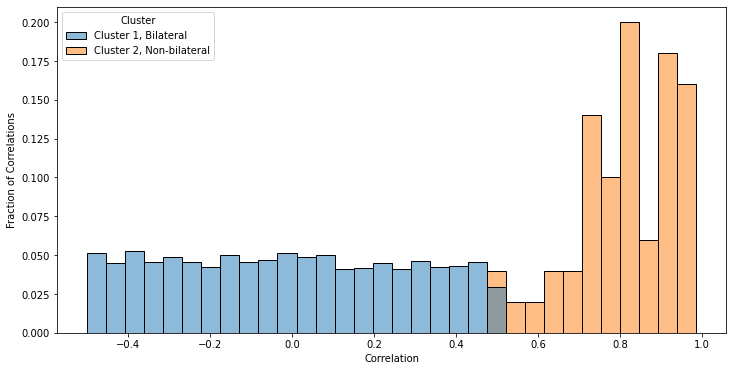 Cluster
Cluster 1, Bilateral
Cluster 2, Non-bilateral
Fraction of Correlations
0.200
0.175
0.150
0.125
0.100
0.075
0.050
0.025
0.000
−0.4 −0.2 0.0 0.2 0.4 0.6 0.8 1.0
Correlation